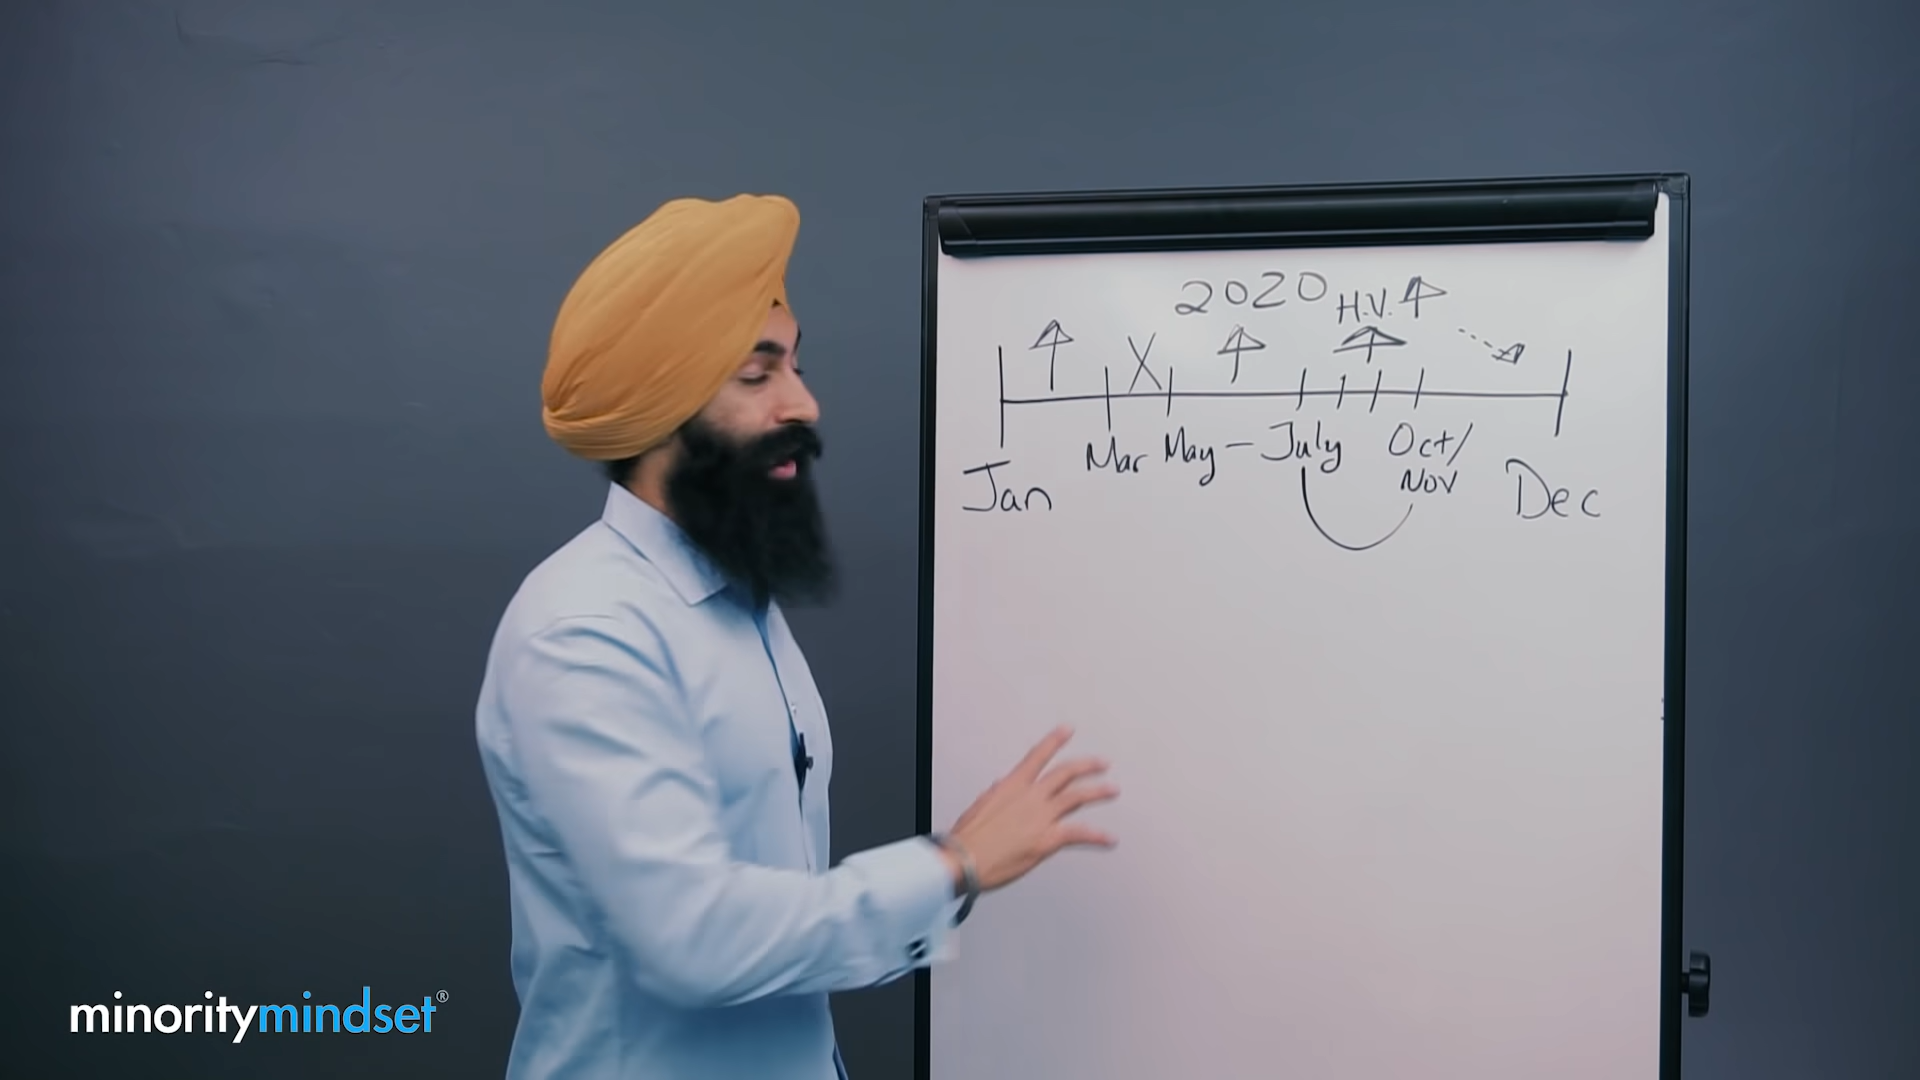 2020
H.V.
X
Mar May - July Oct/
Nov
Jan Dec
minoritymindset®